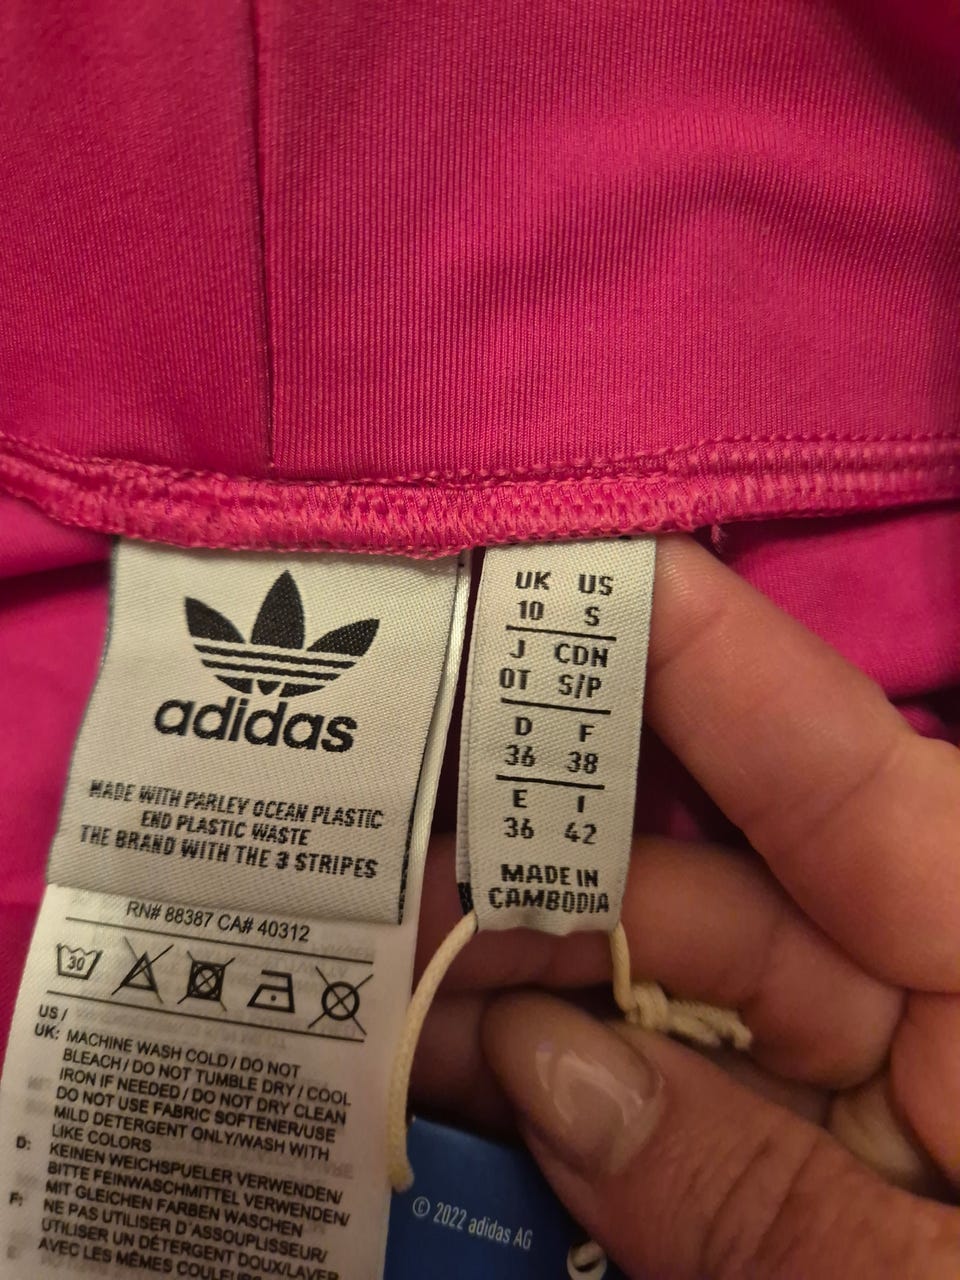 adidas
MADE WITH PARLEY OCEAN PLASTIC
END PLASTIC WASTE
THE BRAND WITH THE 3 STRIPES
RN# 88387 CA# 40312
30
US /
UK: MACHINE WASH COLD / DO NOT
BLEACH / DO NOT TUMBLE DRY / COOL
IRON IF NEEDED / DO NOT DRY CLEAN
DO NOT USE FABRIC SOFTENER/USE
MILD DETERGENT ONLY/WASH WITH
LIKE COLORS
D: KEINEN WEICHSPUELER VERWENDEN/
BITTE FEINWASCHMITTEL VERWENDEN/
MIT GLEICHEN FARBEN WASCHEN
F: NE PAS UTILISER D'ASSOUPLISSEUR/
UTILISER UN DÉTERGENT DOUX/LAVER
AVEC LES MÊMES
UK US
10 S
J CDN
OT S/P
D F
36 38
E I
36 42
MADE IN
CAMBODIA
© 2022 adidas AG